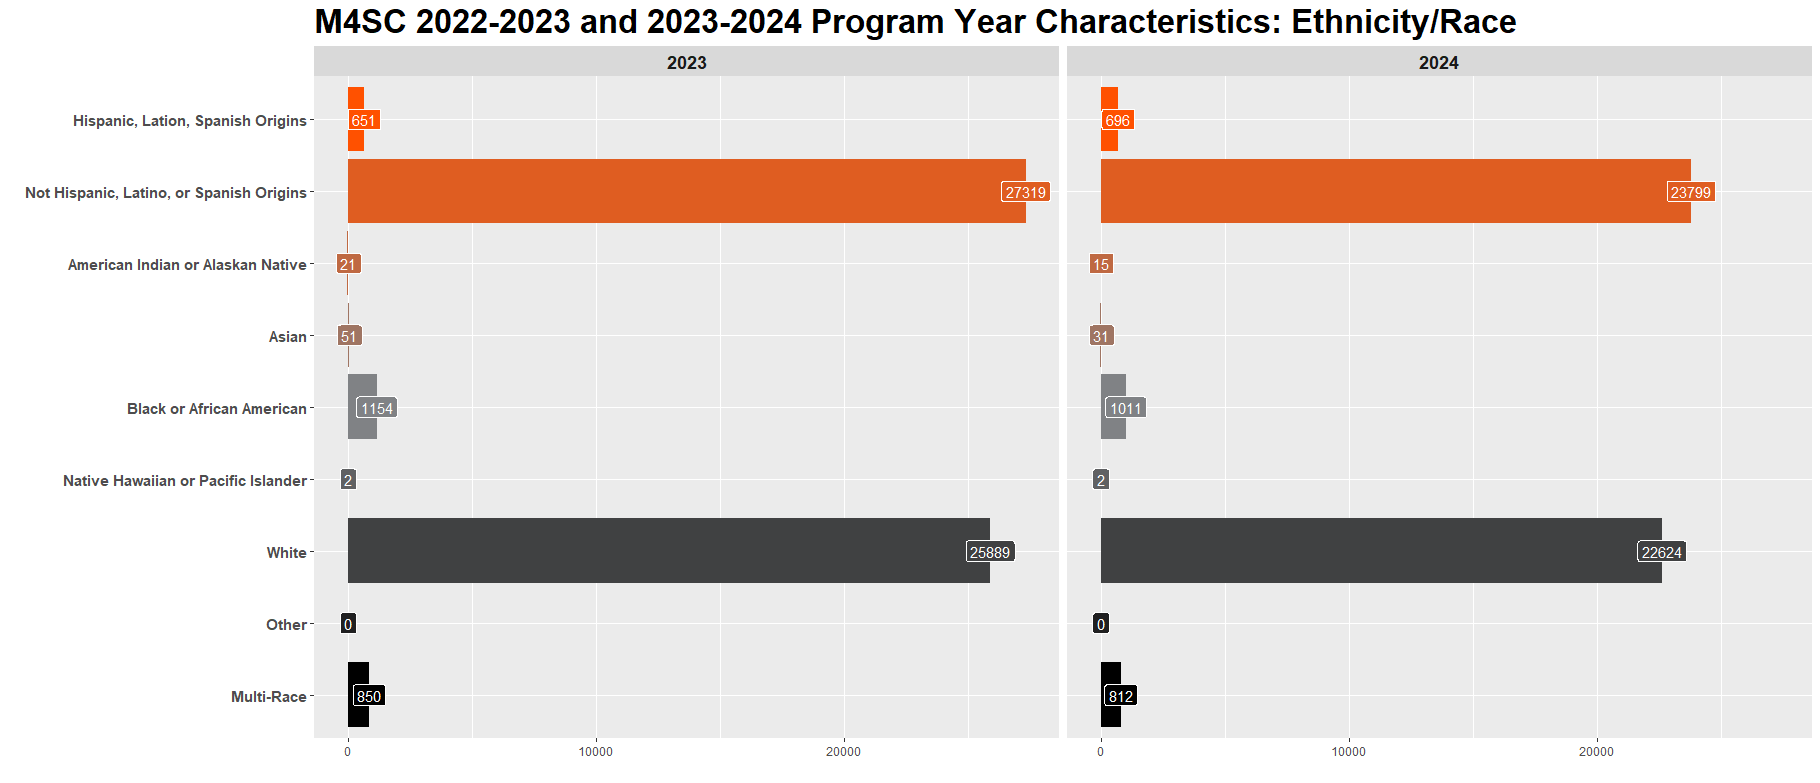 M4SC 2022-2023 and 2023-2024 Program Year Characteristics: Ethnicity/Race
2023 2024
Hispanic, Lation, Spanish Origins 651 696
Not Hispanic, Latino, or Spanish Origins 27319 23799
American Indian or Alaskan Native 21 15
Asian 51 31
Black or African American 1154 1011
Native Hawaiian or Pacific Islander 2 2
White 25889 22624
Other 0 0
Multi-Race 850 812
0 10000 20000 0 10000 20000